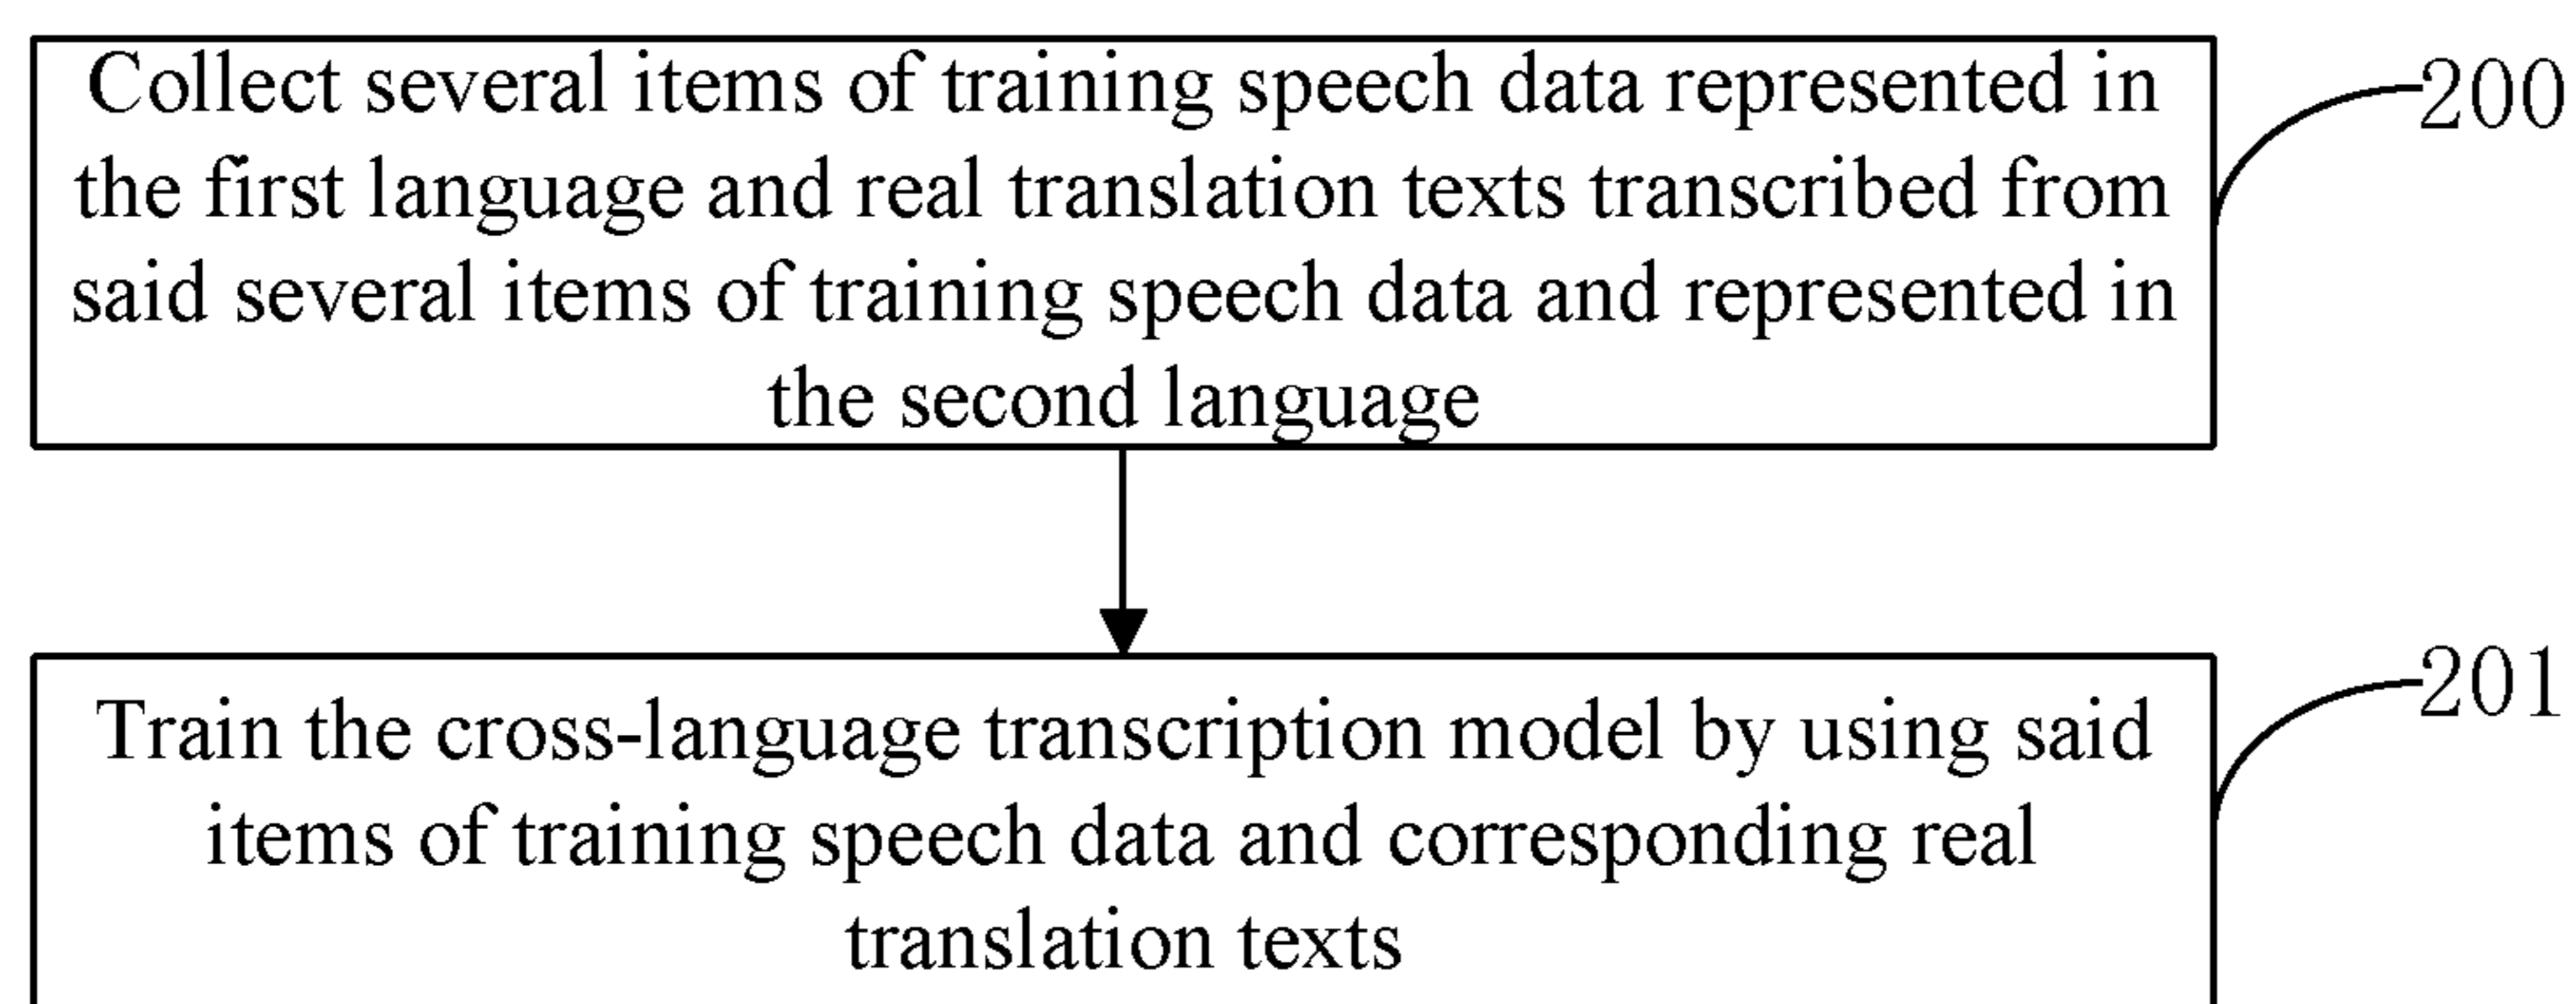 Collect several items of training speech data represented in
the first language and real translation texts transcribed from
said several items of training speech data and represented in
the second language
200
Train the cross-language transcription model by using said
items of training speech data and corresponding real
translation texts
201